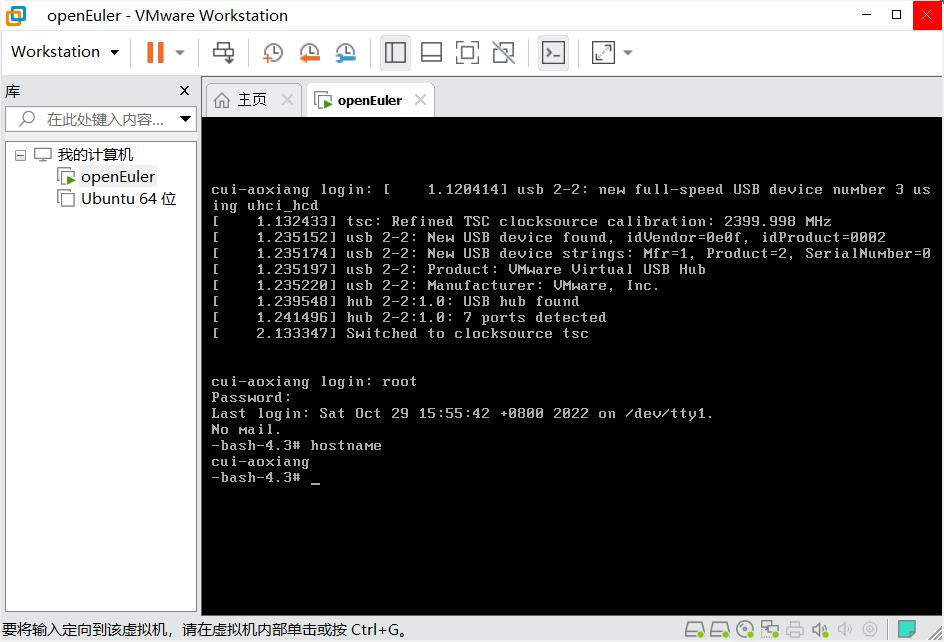 openEuler - VMware Workstation
Workstation
库
主页
openEuler
在此处键入内容...
我的计算机
openEuler
Ubuntu 64 位
cui-aoxiang login: [    1.120414] usb 2-2: new full-speed USB device number 3 us
ing uhci_hcd
[    1.132433] tsc: Refined TSC clocksource calibration: 2399.998 MHz
[    1.235152] usb 2-2: New USB device found, idVendor=0e0f, idProduct=0002
[    1.235174] usb 2-2: New USB device strings: Mfr=1, Product=2, SerialNumber=0
[    1.235197] usb 2-2: Product: VMware Virtual USB Hub
[    1.235220] usb 2-2: Manufacturer: VMware, Inc.
[    1.239548] hub 2-2:1.0: USB hub found
[    1.241496] hub 2-2:1.0: 7 ports detected
[    2.133347] Switched to clocksource tsc
cui-aoxiang login: root
Password:
Last login: Sat Oct 29 15:55:42 +0800 2022 on /dev/tty1.
No mail.
-bash-4.3# hostname
cui-aoxiang
-bash-4.3# _
要将输入定向到该虚拟机，请在虚拟机内部单击或按 Ctrl+G。